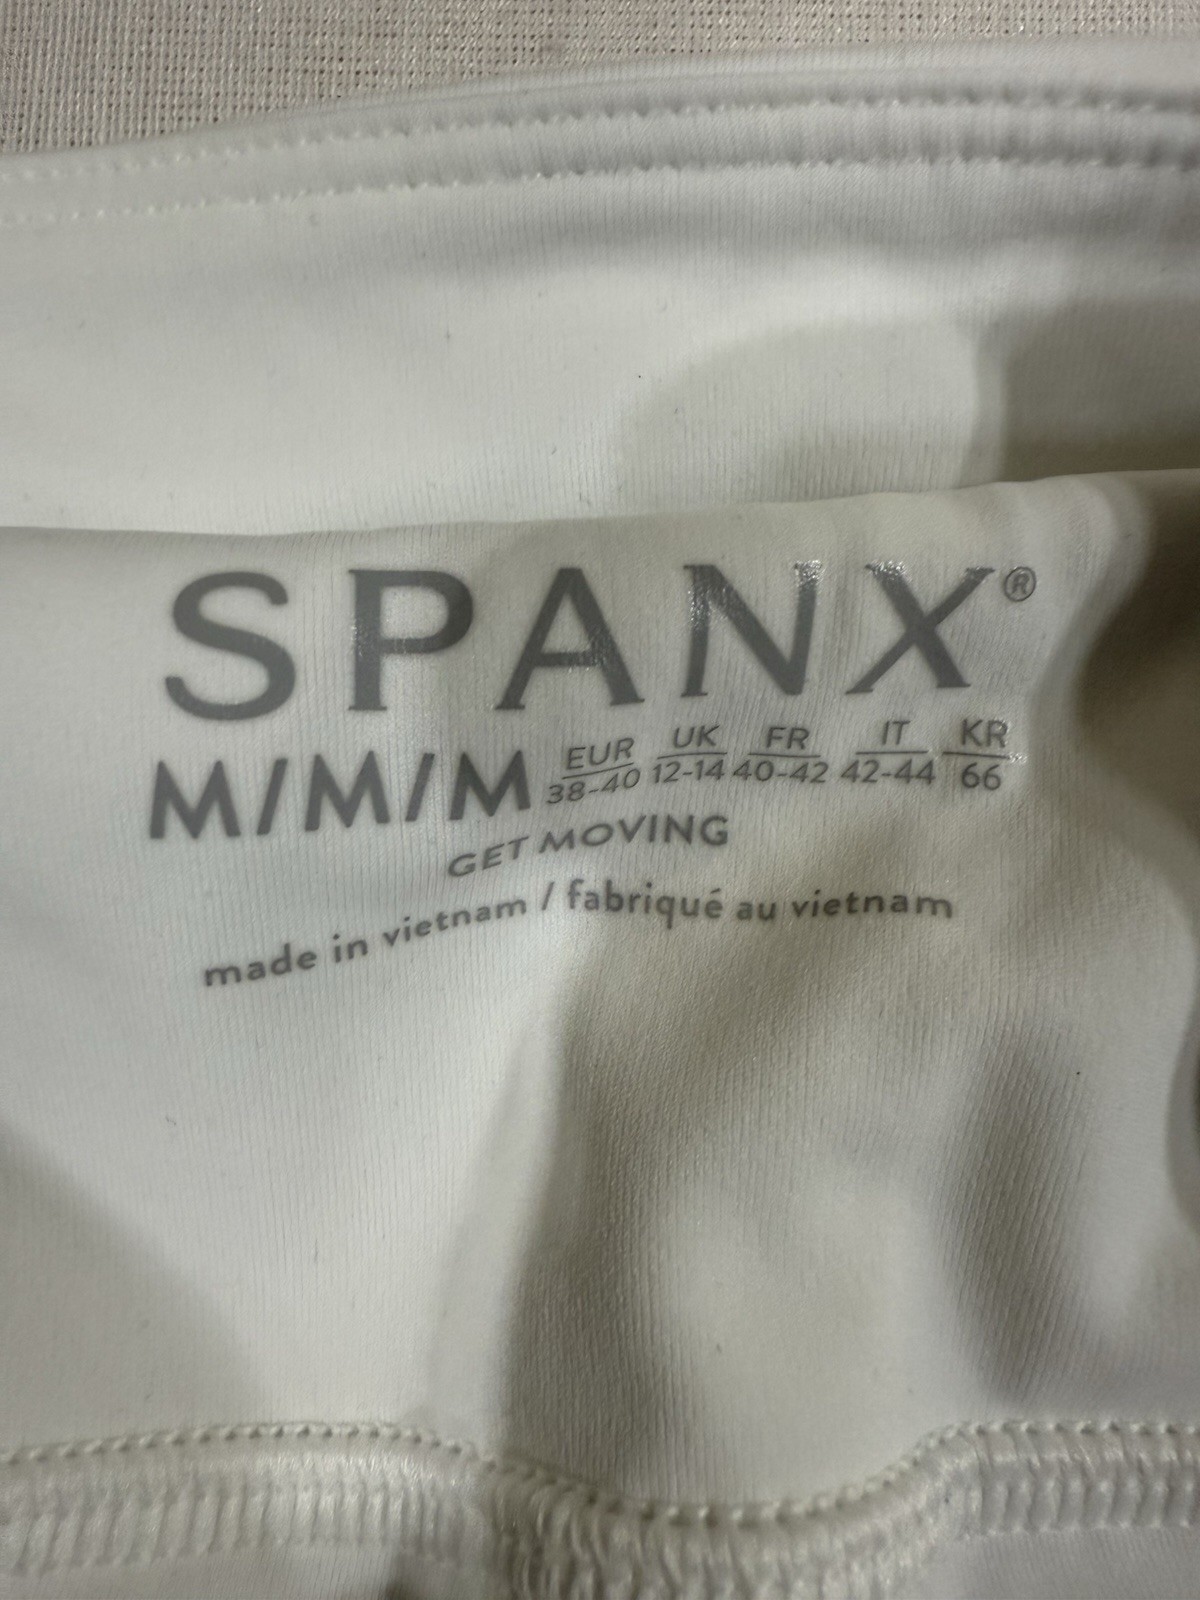 SPANX®
M/M/M EUR 38-40 UK 12-14 FR 40-42 IT 42-44 KR 66
GET MOVING
made in vietnam / fabriqué au vietnam